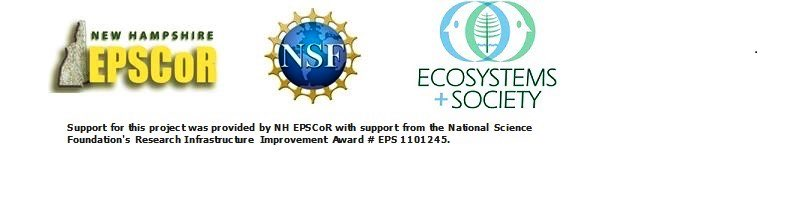 NEW HAMPSHIRE
EPSCoR
NSF
ECOSYSTEMS
+ SOCIETY
Support for this project was provided by NH EPSCoR with support from the National Science
Foundation's Research Infrastructure Improvement Award # EPS 1101245.